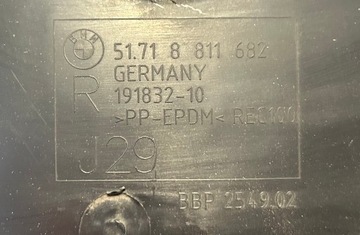 BMW
51.71 8 811 682
GERMANY
R 191832-10
>PP-EPDM< REC100
J29
BBP 2549.02